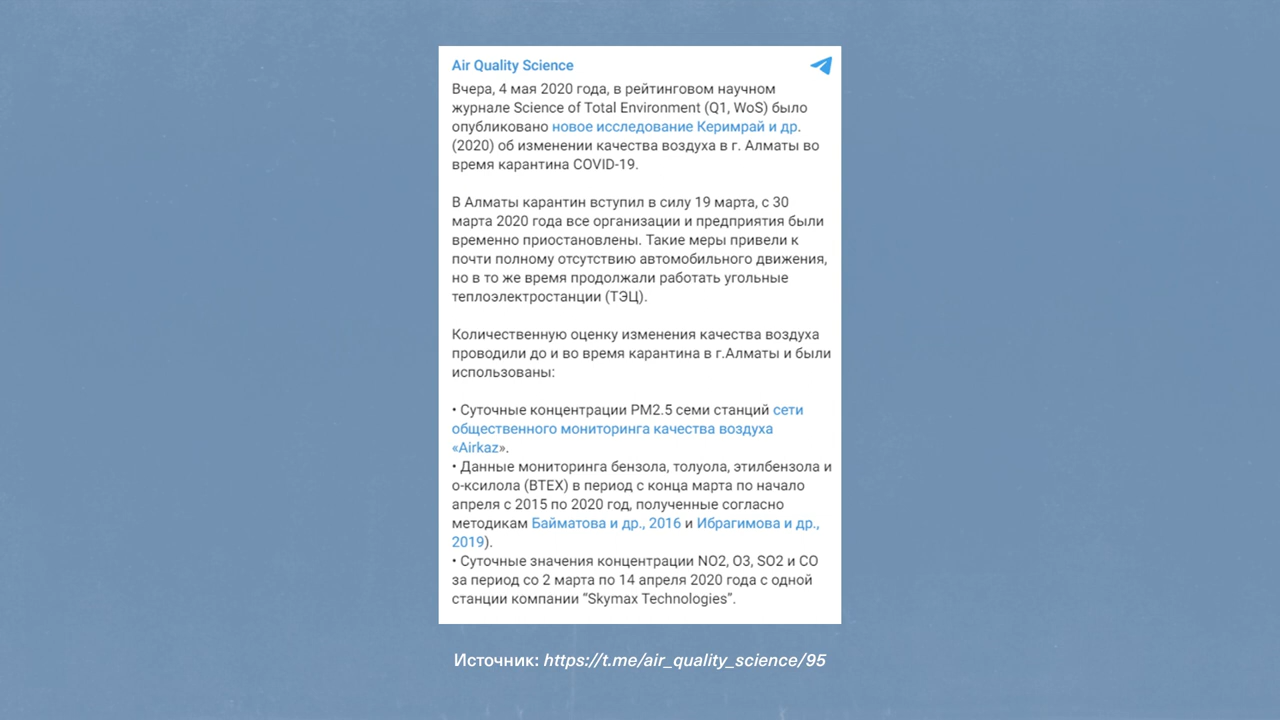 Air Quality Science
Вчера, 4 мая 2020 года, в рейтинговом научном
журнале Science of Total Environment (Q1, WoS) было
опубликовано новое исследование Керимрай и др.
(2020) об изменении качества воздуха в г. Алматы во
время карантина COVID-19.
В Алматы карантин вступил в силу 19 марта, с 30
марта 2020 года все организации и предприятия были
временно приостановлены. Такие меры привели к
почти полному отсутствию автомобильного движения,
но в то же время продолжали работать угольные
теплоэлектростанции (ТЭЦ).
Количественную оценку изменения качества воздуха
проводили до и во время карантина в г.Алматы и были
использованы:
• Суточные концентрации PM2.5 семи станций сети
общественного мониторинга качества воздуха
«Airkaz».
• Данные мониторинга бензола, толуола, этилбензола и
о-ксилола (BTEX) в период с конца марта по начало
апреля с 2015 по 2020 год, полученные согласно
методикам Байматова и др., 2016 и Ибрагимова и др.,
2019).
• Суточные значения концентрации NO2, O3, SO2 и CO
за период со 2 марта по 14 апреля 2020 года с одной
станции компании “Skymax Technologies”.
Источник: https://t.me/air_quality_science/95